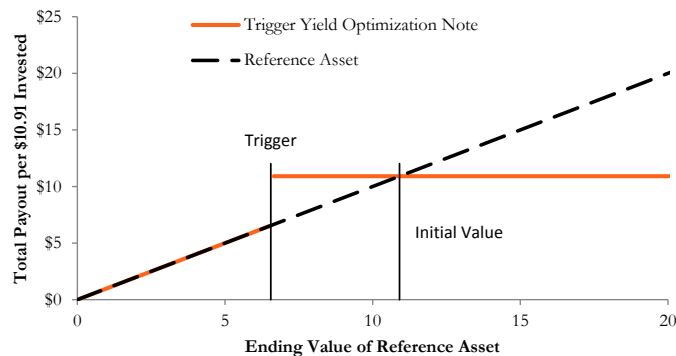 Total Payout per $10.91 Invested
$25
$20
$15
$10
$5
$0
Trigger Yield Optimization Note
Reference Asset
Trigger
Initial Value
0
5
10
15
20
Ending Value of Reference Asset